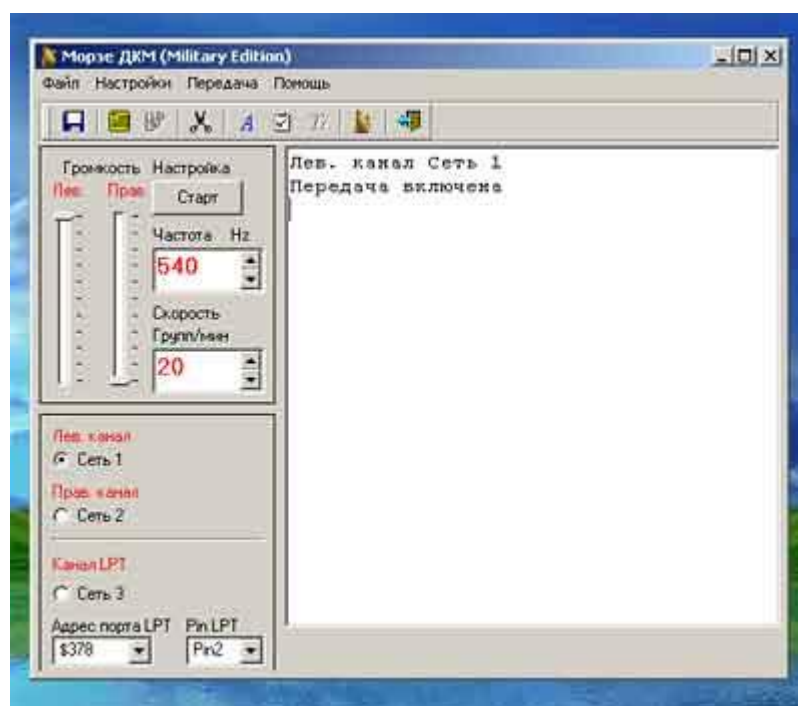 Морзе ДКМ (Military Edition)
Файл Настройки Передача Помощь
Громкость Настройка
Лев. Прав.
Старт
Частота Hz
540
Скорость
Групп/мин
20
Лев. канал
Сеть 1
Прав. канал
Сеть 2
Канал LPT
Сеть 3
Адрес порта LPT Pin LPT
$378 Pin2
Лев. канал Сеть 1
Передача включена